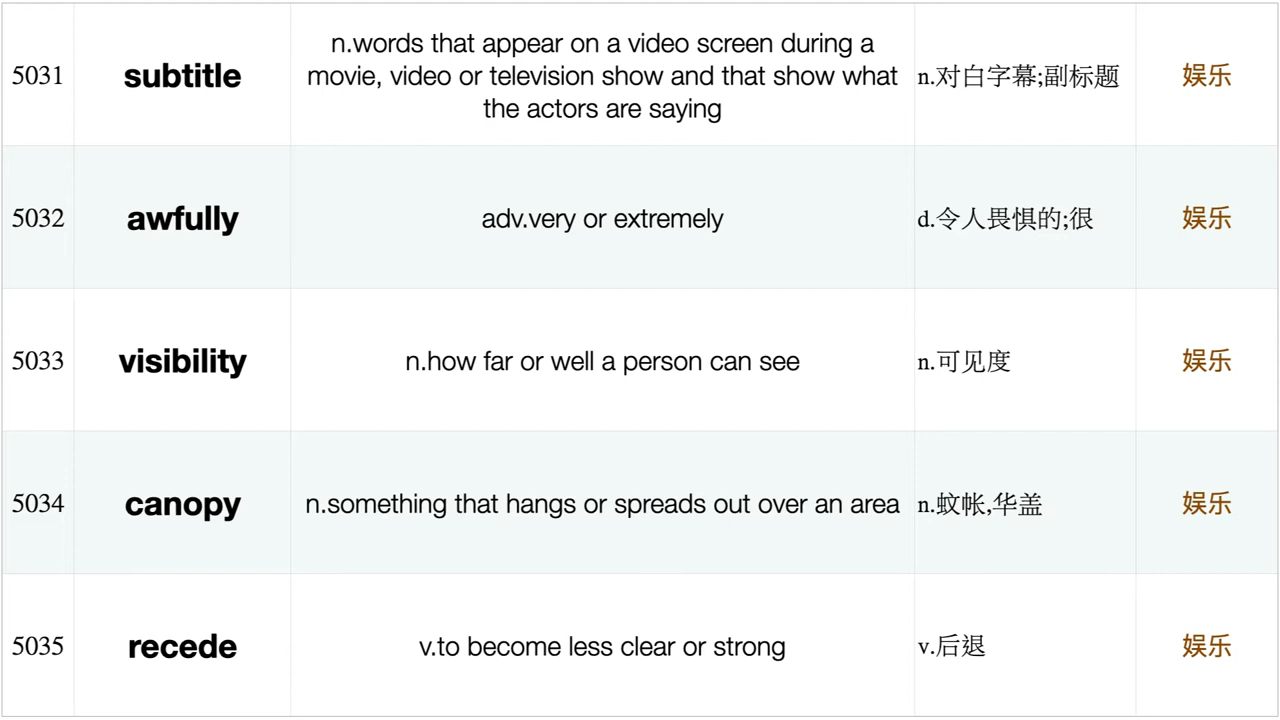 5031 subtitle n.words that appear on a video screen during a movie, video or television show and that show what the actors are saying n.对白字幕;副标题 娱乐
5032 awfully adv.very or extremely d.令人畏惧的;很 娱乐
5033 visibility n.how far or well a person can see n.可见度 娱乐
5034 canopy n.something that hangs or spreads out over an area n.蚊帐,华盖 娱乐
5035 recede v.to become less clear or strong v.后退 娱乐